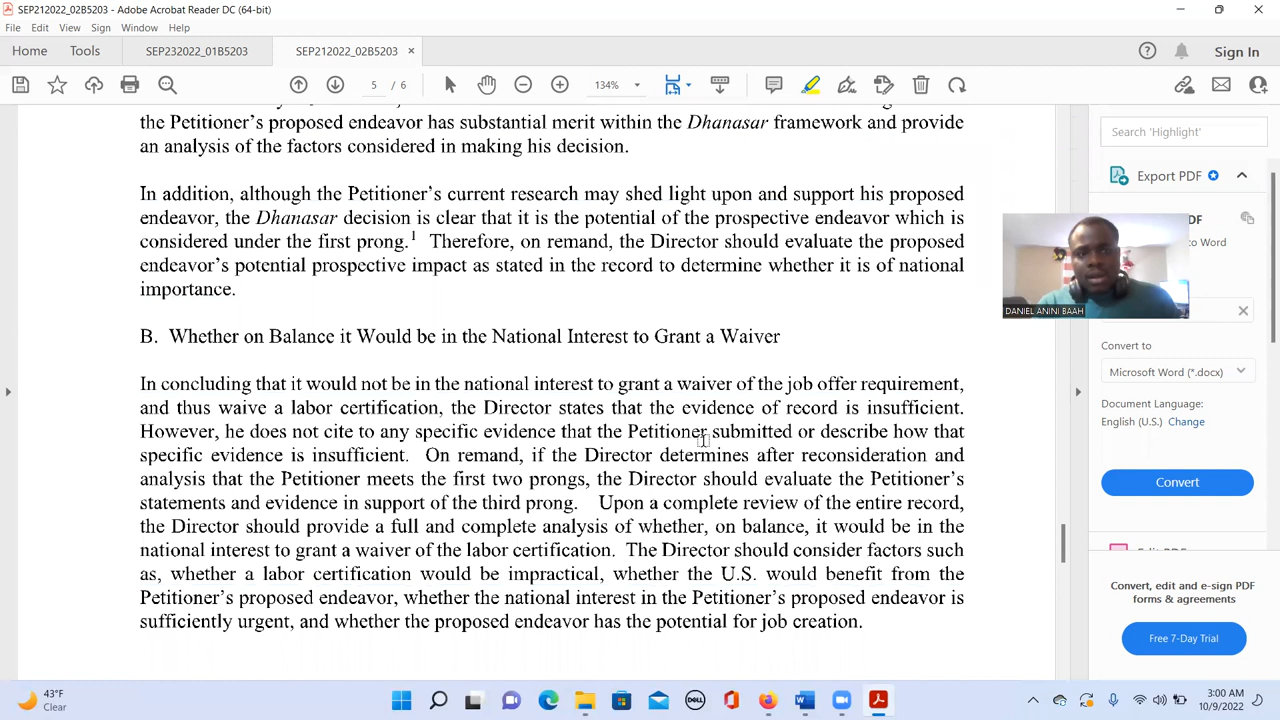 SEP212022_02B5203 - Adobe Acrobat Reader DC (64-bit)
File Edit View Sign Window Help
Home Tools SEP232022_01B5203 SEP212022_02B5203 Sign In
5 / 6 134%
the Petitioner's proposed endeavor has substantial merit within the Dhanasar framework and provide
an analysis of the factors considered in making his decision.
In addition, although the Petitioner's current research may shed light upon and support his proposed
endeavor, the Dhanasar decision is clear that it is the potential of the prospective endeavor which is
considered under the first prong.1 Therefore, on remand, the Director should evaluate the proposed
endeavor's potential prospective impact as stated in the record to determine whether it is of national
importance.
B. Whether on Balance it Would be in the National Interest to Grant a Waiver
In concluding that it would not be in the national interest to grant a waiver of the job offer requirement,
and thus waive a labor certification, the Director states that the evidence of record is insufficient.
However, he does not cite to any specific evidence that the Petitioner submitted or describe how that
specific evidence is insufficient. On remand, if the Director determines after reconsideration and
analysis that the Petitioner meets the first two prongs, the Director should evaluate the Petitioner's
statements and evidence in support of the third prong. Upon a complete review of the entire record,
the Director should provide a full and complete analysis of whether, on balance, it would be in the
national interest to grant a waiver of the labor certification. The Director should consider factors such
as, whether a labor certification would be impractical, whether the U.S. would benefit from the
Petitioner's proposed endeavor, whether the national interest in the Petitioner's proposed endeavor is
sufficiently urgent, and whether the proposed endeavor has the potential for job creation.
Search 'Highlight'
Export PDF
to Word
DANIEL ANINI BAAH
Convert to
Microsoft Word (*.docx)
Document Language:
English (U.S.) Change
Convert
Convert, edit and e-sign PDF
forms & agreements
Free 7-Day Trial
43°F
Clear
DELL
3:00 AM
10/9/2022